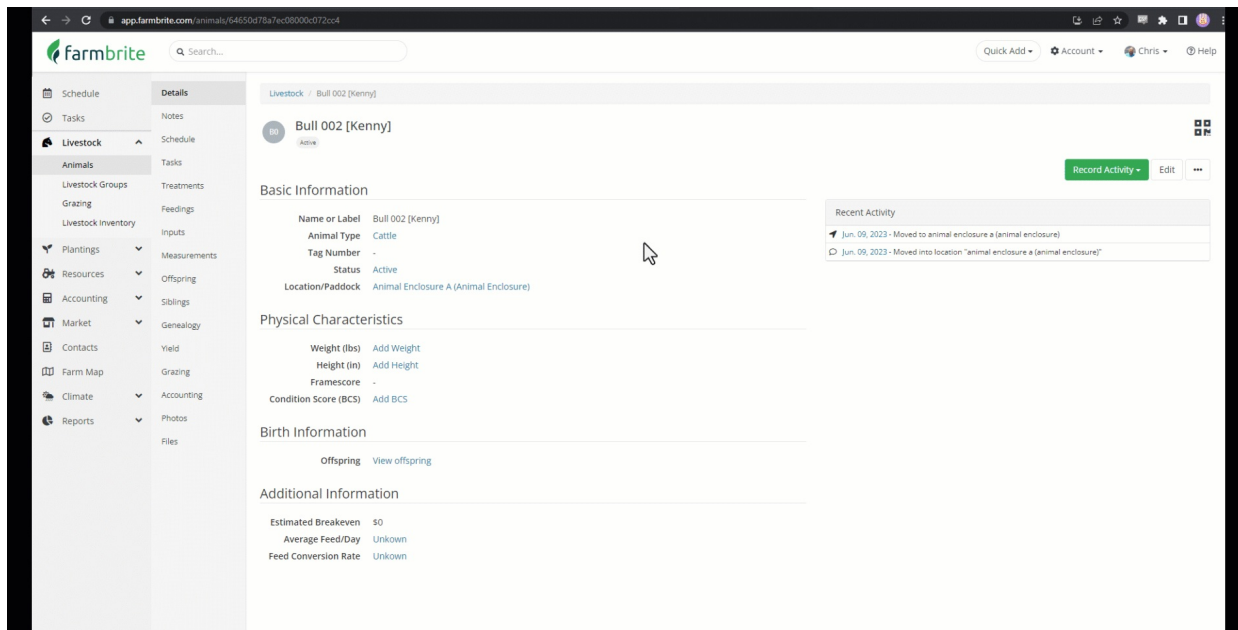 app.farmbrite.com/animals/64650d78a7ec08000c072cc4
farmbrite
Search...
Quick Add
Account
Chris
Help
Schedule
Tasks
Livestock
Animals
Livestock Groups
Grazing
Livestock Inventory
Plantings
Resources
Accounting
Market
Contacts
Farm Map
Climate
Reports
Details
Notes
Schedule
Tasks
Treatments
Feedings
Inputs
Measurements
Offspring
Siblings
Genealogy
Yield
Grazing
Accounting
Photos
Files
Livestock / Bull 002 [Kenny]
B0
Bull 002 [Kenny]
Active
Record Activity
Edit
Basic Information
Name or Label Bull 002 [Kenny]
Animal Type Cattle
Tag Number -
Status Active
Location/Paddock Animal Enclosure A (Animal Enclosure)
Physical Characteristics
Weight (lbs) Add Weight
Height (in) Add Height
Framescore -
Condition Score (BCS) Add BCS
Birth Information
Offspring View offspring
Additional Information
Estimated Breakeven $0
Average Feed/Day Unkown
Feed Conversion Rate Unkown
Recent Activity
Jun. 09, 2023 - Moved to animal enclosure a (animal enclosure)
Jun. 09, 2023 - Moved into location "animal enclosure a (animal enclosure)"